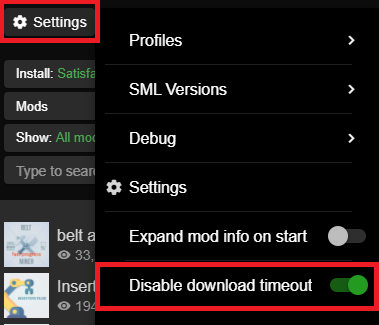 Settings
Install: Satisfa
Mods
Show: All mod
Type to sear
belt a
33,
Insert
194
Profiles
SML Versions
Debug
Settings
Expand mod info on start
Disable download timeout